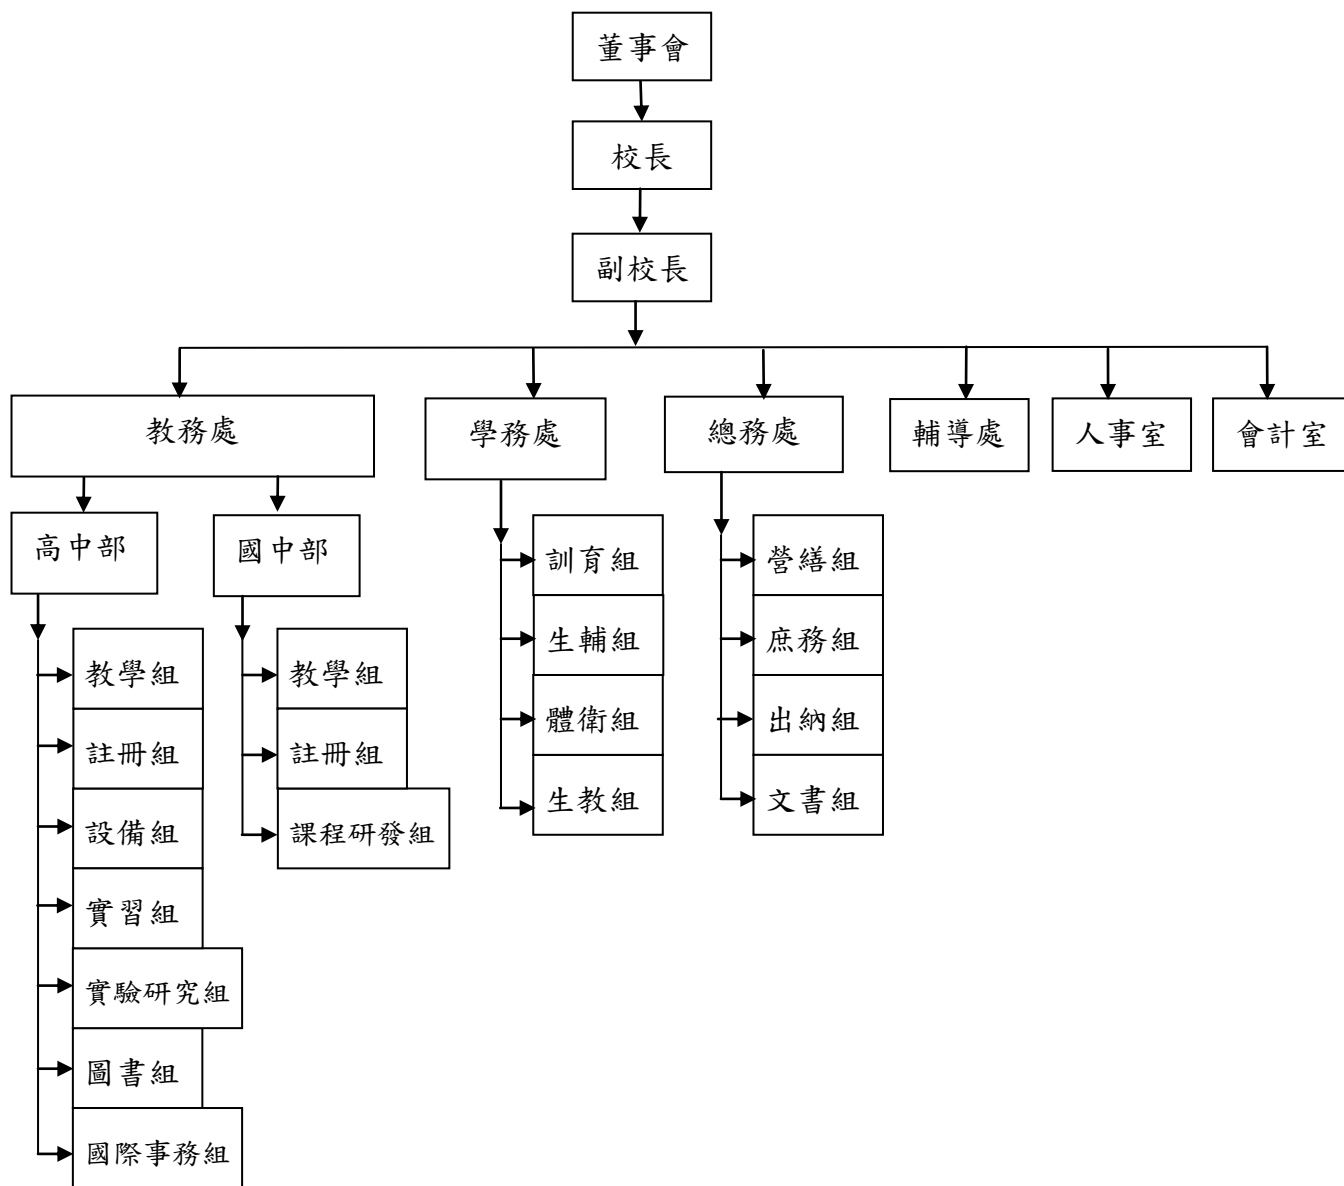 董事會
校長
副校長
教務處
學務處
總務處
輔導處
人事室
會計室
高中部
國中部
教學組
註冊組
設備組
實習組
實驗研究組
圖書組
國際事務組
教學組
註冊組
課程研發組
訓育組
生輔組
體衛組
生教組
營繕組
庶務組
出納組
文書組